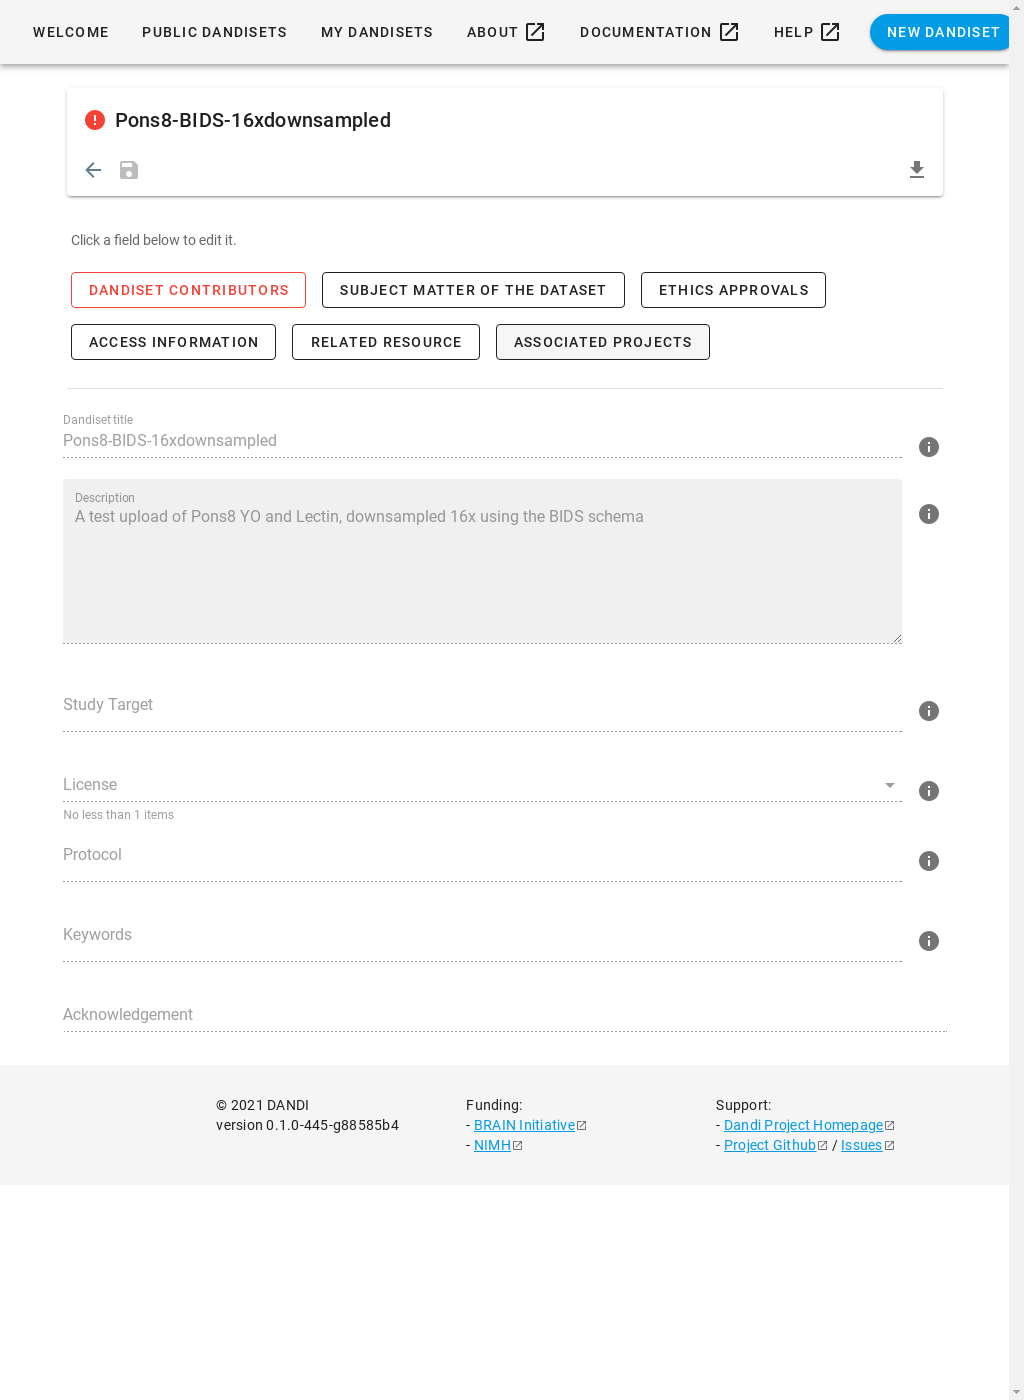 WELCOME PUBLIC DANDISETS MY DANDISETS ABOUT DOCUMENTATION HELP NEW DANDISET
Pons8-BIDS-16xdownsampled
Click a field below to edit it.
DANDISET CONTRIBUTORS SUBJECT MATTER OF THE DATASET ETHICS APPROVALS
ACCESS INFORMATION RELATED RESOURCE ASSOCIATED PROJECTS
Dandiset title
Pons8-BIDS-16xdownsampled
Description
A test upload of Pons8 YO and Lectin, downsampled 16x using the BIDS schema
Study Target
License
No less than 1 items
Protocol
Keywords
Acknowledgement
© 2021 DANDI
version 0.1.0-445-g88585b4
Funding:
- BRAIN Initiative
- NIMH
Support:
- Dandi Project Homepage
- Project Github / Issues